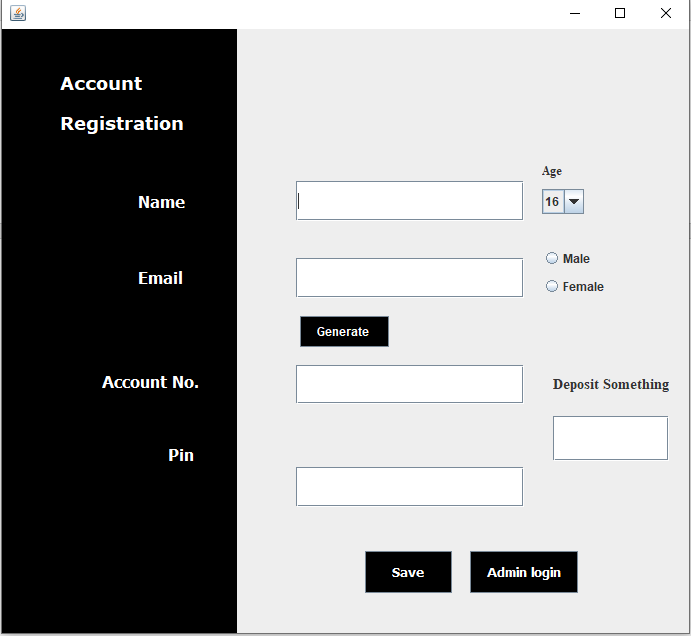 Account
Registration
Age
Name
16
Male
Email
Female
Generate
Account No.
Deposit Something
Pin
Save
Admin login